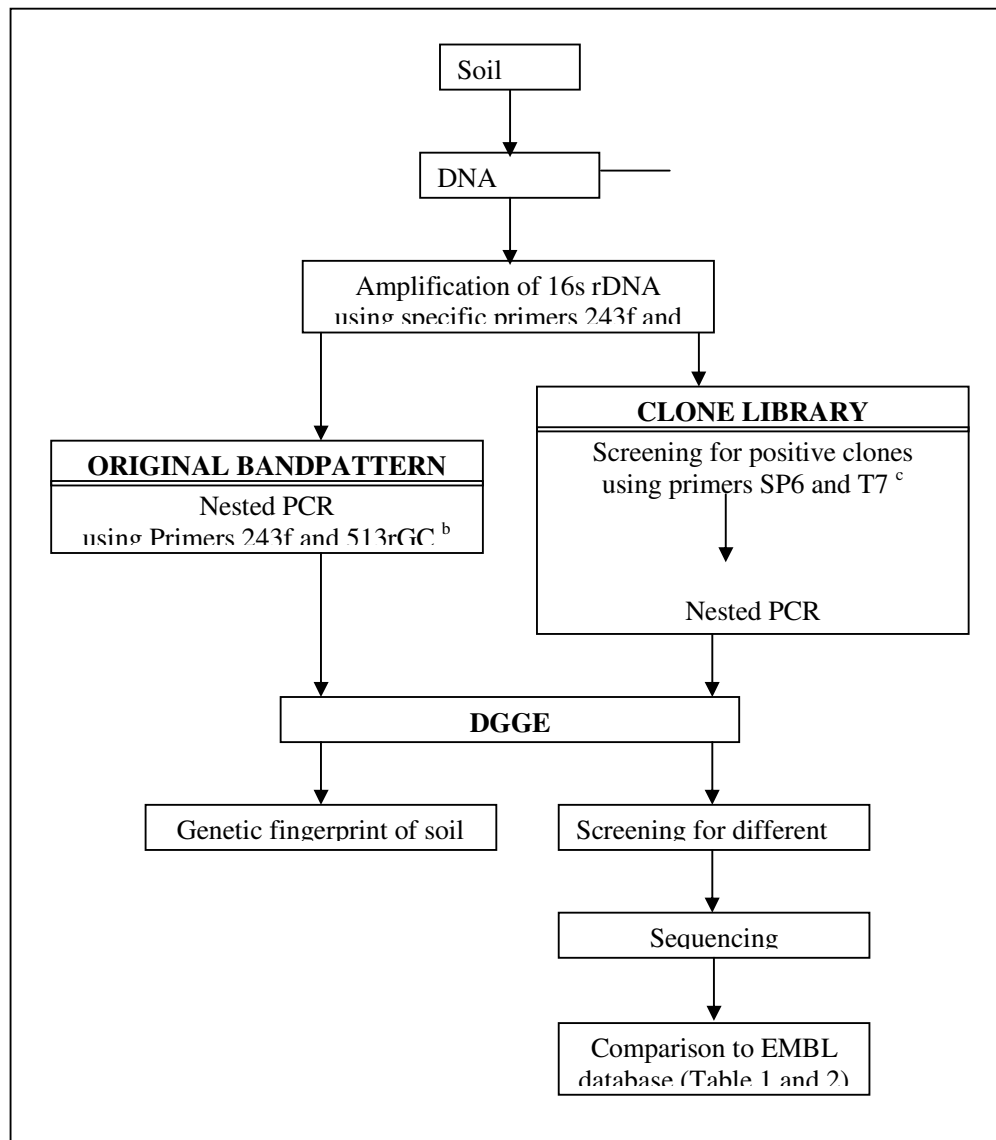 Soil
DNA
Amplification of 16s rDNA
using specific primers 243f and
CLONE LIBRARY
Screening for positive clones
using primers SP6 and T7 c
Nested PCR
ORIGINAL BANDPATTERN
Nested PCR
using Primers 243f and 513rGC b
DGGE
Genetic fingerprint of soil
Screening for different
Sequencing
Comparison to EMBL
database (Table 1 and 2)